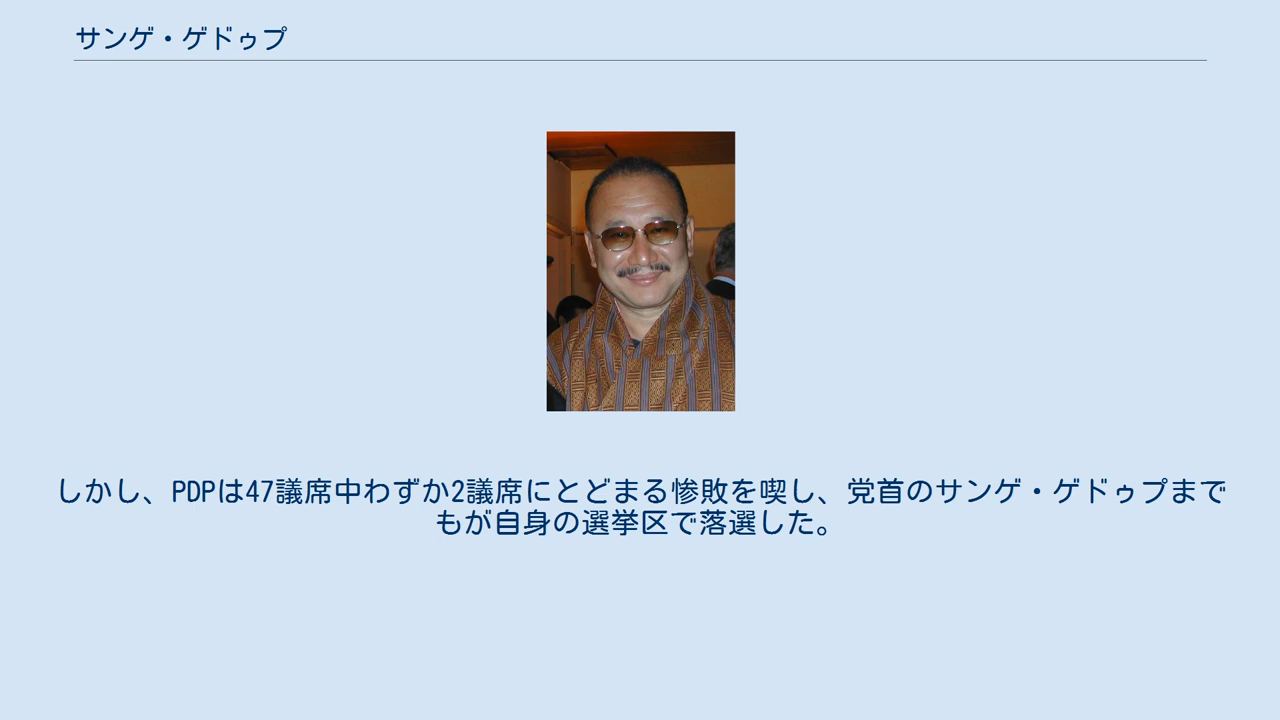 サンゲ・ゲドゥプ
しかし、PDPは47議席中わずか2議席にとどまる惨敗を喫し、党首のサンゲ・ゲドゥプまで
もが自身の選挙区で落選した。